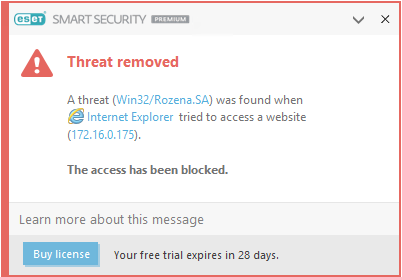 eset SMART SECURITY PREMIUM
Threat removed
A threat (Win32/Rozena.SA) was found when
Internet Explorer tried to access a website
(172.16.0.175).
The access has been blocked.
Learn more about this message
Buy license Your free trial expires in 28 days.